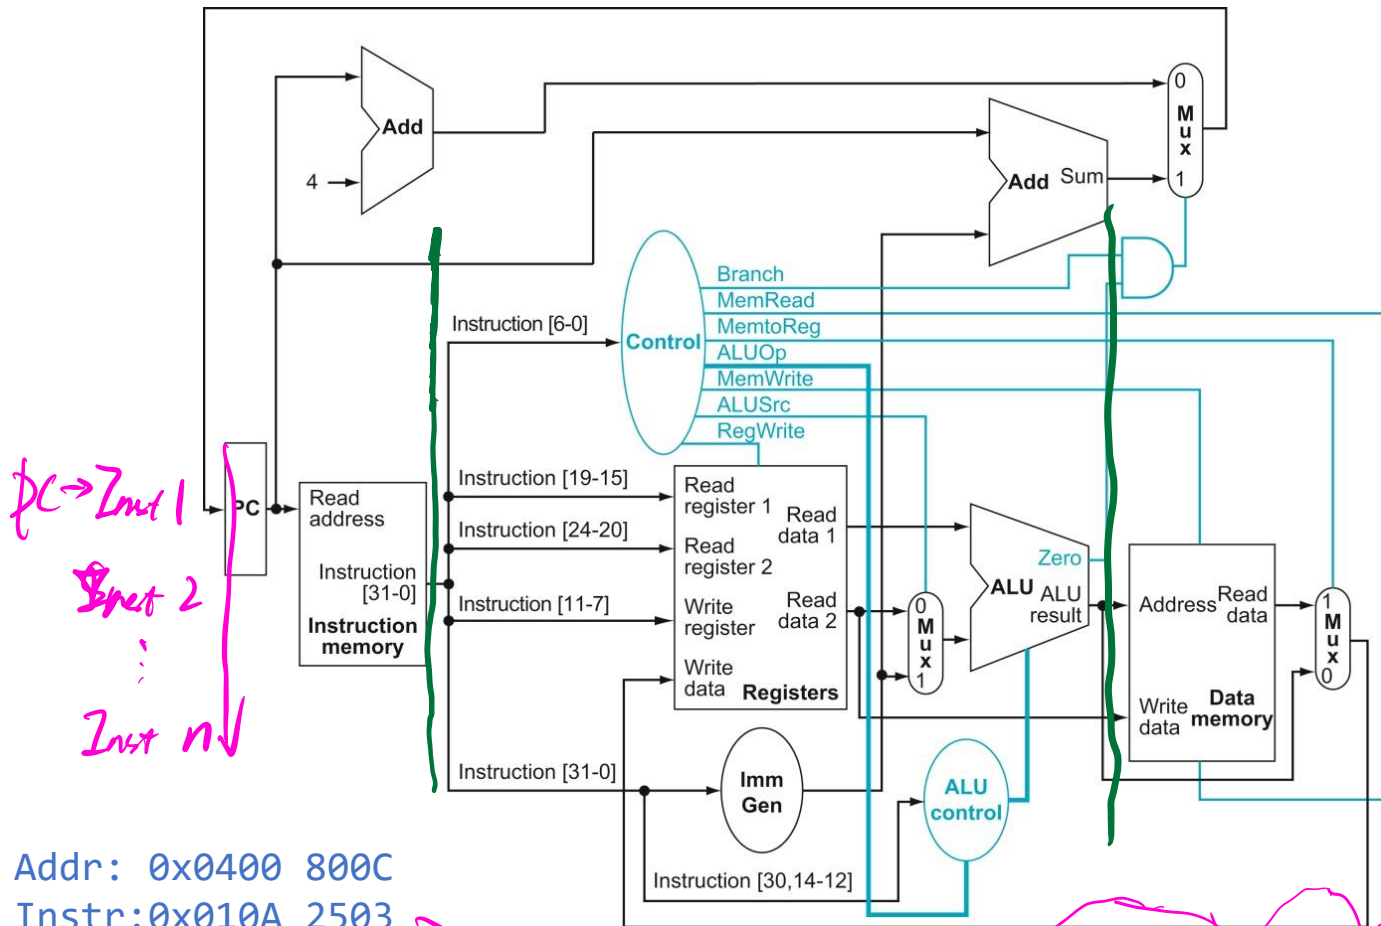 0
M
u
x
1
Add
4
Add Sum
Branch
MemRead
MemtoReg
ALUOp
MemWrite
ALUSrc
RegWrite
Control
Instruction [6-0]
PC→Inst 1
Inst 2
⋮
Inst n
PC
Read
address
Instruction
[31-0]
Instruction
memory
Instruction [19-15]
Instruction [24-20]
Instruction [11-7]
Instruction [31-0]
Read
register 1
Read
register 2
Write
register
Write
data
Read
data 1
Read
data 2
Registers
0
M
u
x
1
Zero
ALU
ALU
result
Address
Read
data
Write
data
Data
memory
1
M
u
x
0
Imm
Gen
ALU
control
Instruction [30,14-12]
Addr: 0x0400 800C
Instr:0x010A 2503